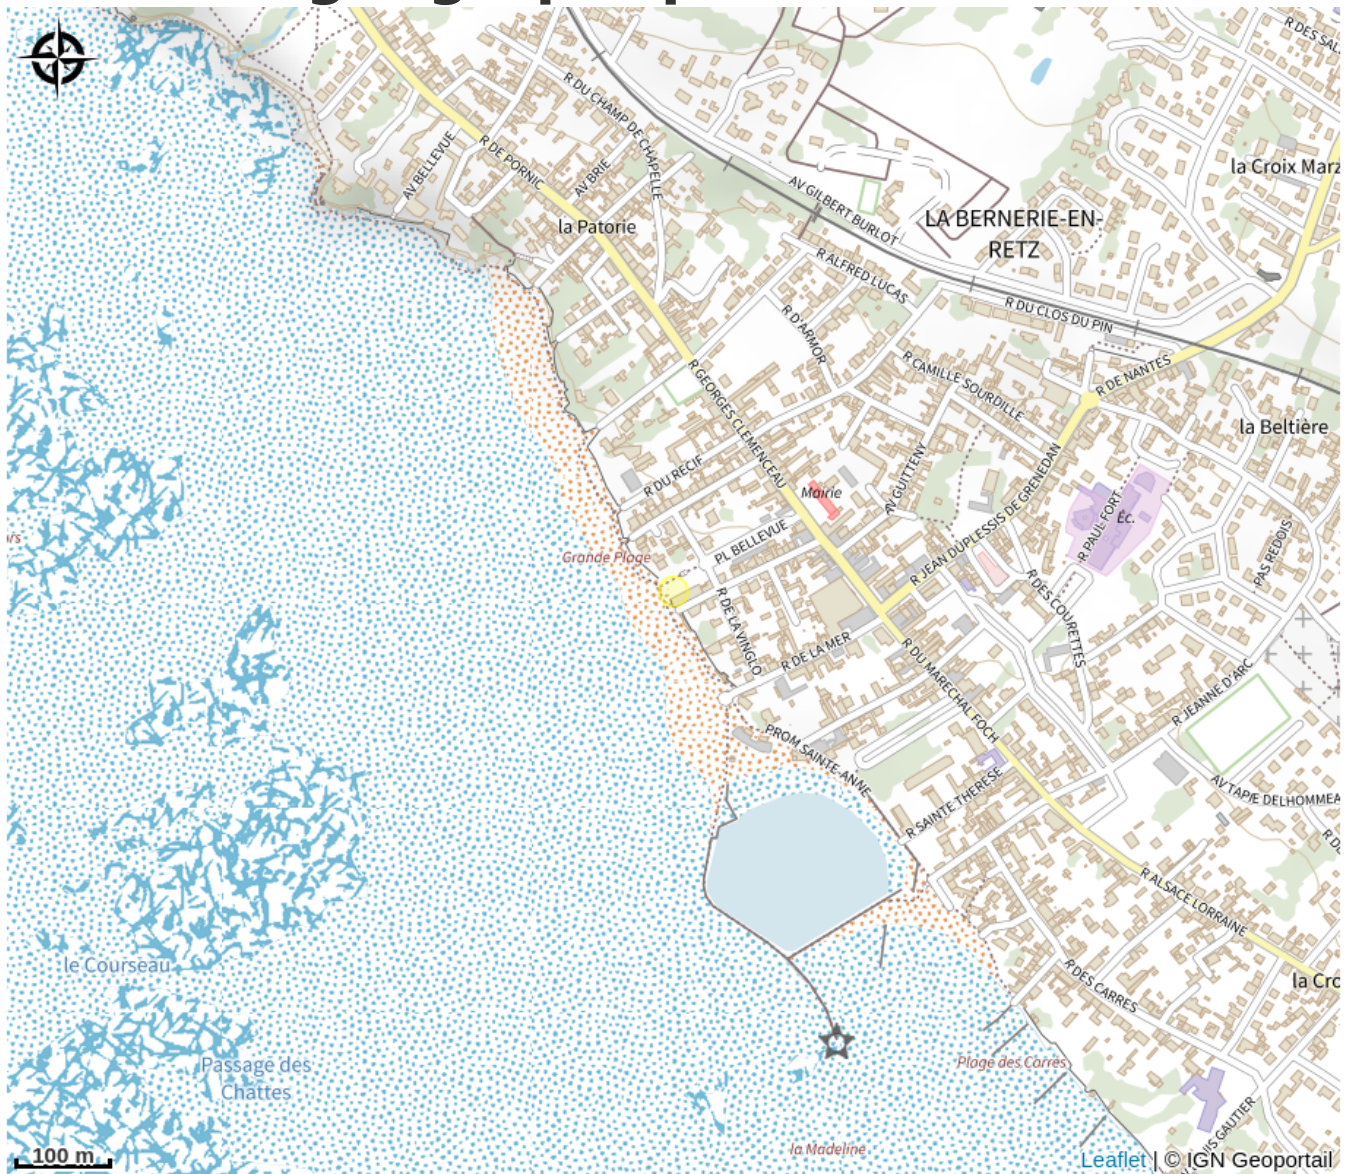 R DES SAL
R DU CHAMP DE CHAPELLE
R DE PORNIC
AV BELLEVUE
AV BRIE
la Patorie
AV GILBERT BURLOT
la Croix Marz
LA BERNERIE-EN-
RETZ
R ALFRED LUCAS
R DU CLOS DU PIN
R D'ARMOR
R GEORGES CLEMENCEAU
R CAMILLE SOURDILLE
R DE NANTES
la Beltière
R DU RECIF
Mairie
AV GUITTENY
R JEAN DUPLESSIS DE GRENEDAN
R PAUL FORT
Éc.
PAS REDOIS
rs
Grande Plage
PL BELLEVUE
R DE LA VINGLO
R DES COURETTES
R DE LA MER
R DU MARECHAL FOCH
R JEANNE D'ARC
PROM SAINTE-ANNE
AV TAPIE DELHOMMEA
R SAINTE THERESE
R D
R ALSACE LORRAINE
le Courseau
R DES CARRES
la Cro
Passage des
Chattes
Plage des Carrés
la Madeline
UIS GAUTIER
100 m
Leaflet | © IGN Geoportail